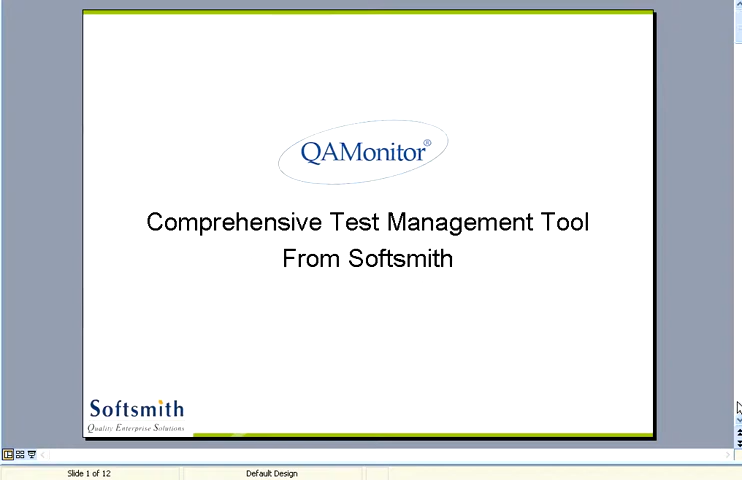 QAMonitor®
Comprehensive Test Management Tool
From Softsmith
Softsmith
Quality Enterprise Solutions
Slide 1 of 12
Default Design